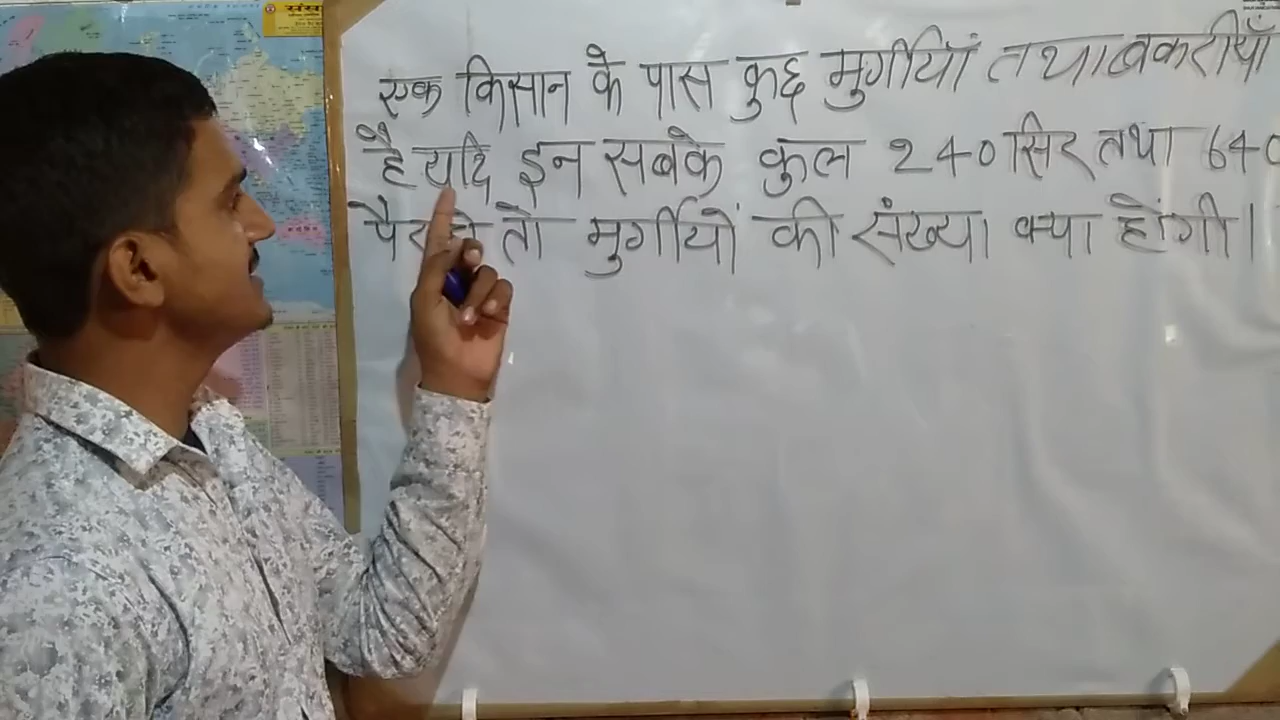 संसा
एक किसान के पास कुछ मुर्गीयाँ तथा बकरीयाँ
है यदि इन सबके कुल 240 सिर तथा 640
पैर हो तो मुर्गीयों की संख्या क्या होंगी।